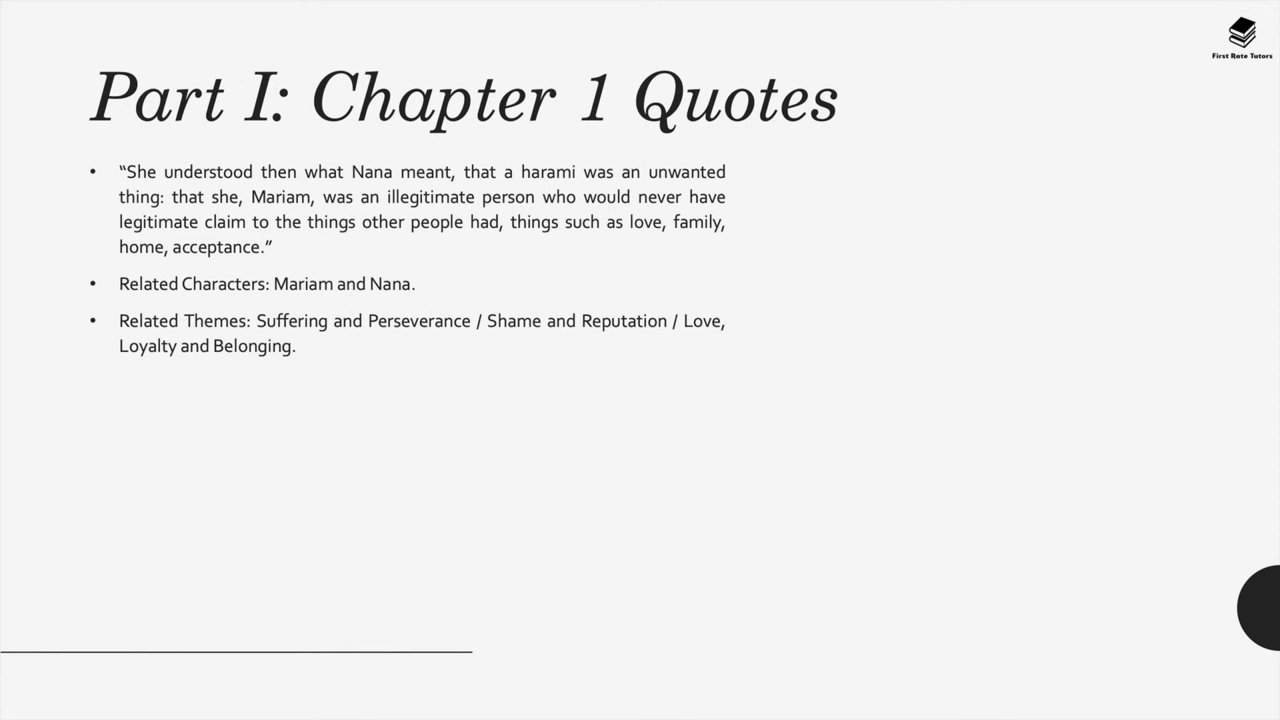 First Rate Tutors
Part I: Chapter 1 Quotes
• “She understood then what Nana meant, that a harami was an unwanted
thing: that she, Mariam, was an illegitimate person who would never have
legitimate claim to the things other people had, things such as love, family,
home, acceptance.”
• Related Characters: Mariam and Nana.
• Related Themes: Suffering and Perseverance / Shame and Reputation / Love,
Loyalty and Belonging.